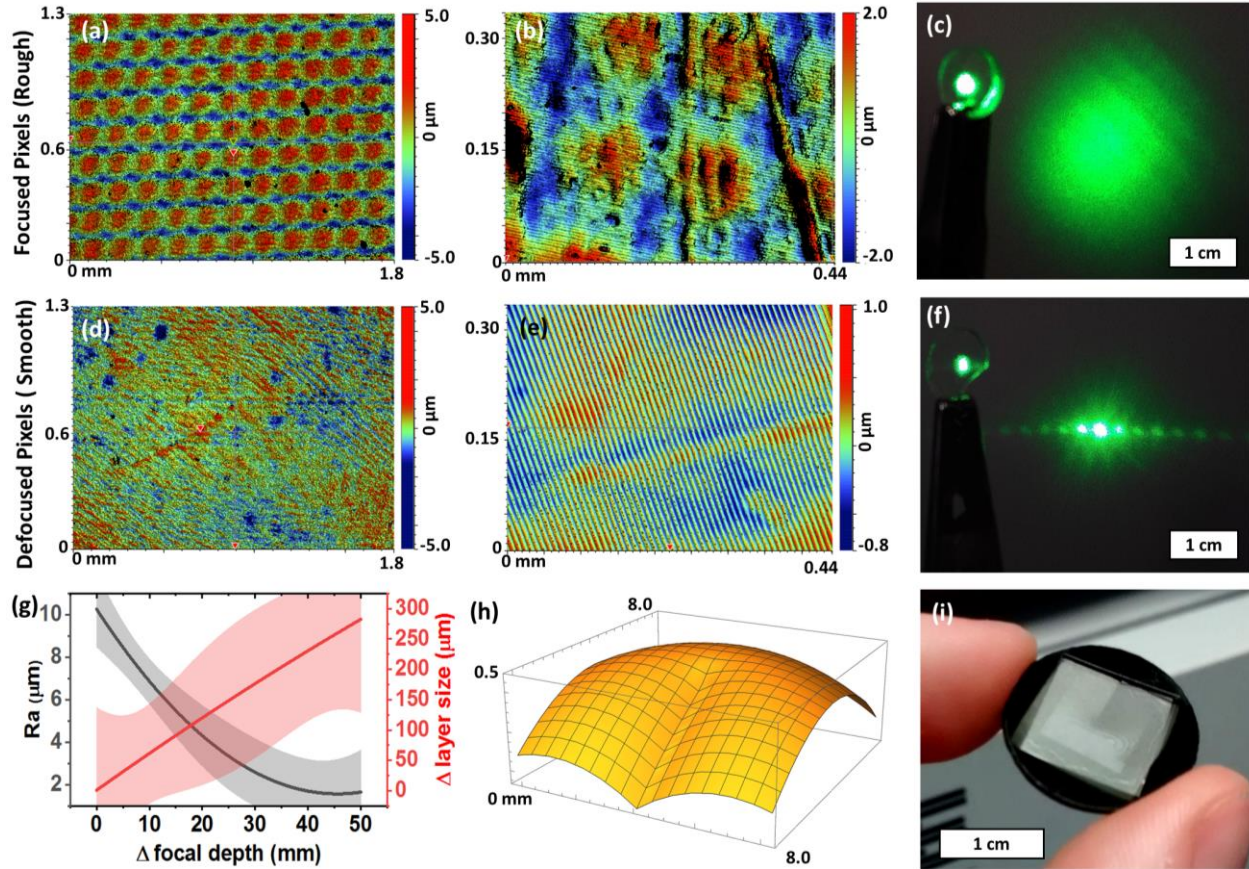 Focused Pixels (Rough)
1.3
0.6
0
(a)
0 mm
1.8
5.0
0 μm
-5.0
0.30
0.15
0
(b)
0 mm
0.44
2.0
0 μm
-2.0
(c)
1 cm
Defocused Pixels ( Smooth)
1.3
0.6
0
(d)
0 mm
1.8
5.0
0 μm
-5.0
0.30
0.15
0
(e)
0 mm
0.44
1.0
0 μm
-0.8
(f)
1 cm
(g)
Ra (μm)
10
8
6
4
2
0 10 20 30 40 50
Δ focal depth (mm)
300
250
200
150
100
50
0
Δ layer size (μm)
(h)
8.0
0.5
0 mm
8.0
(i)
1 cm